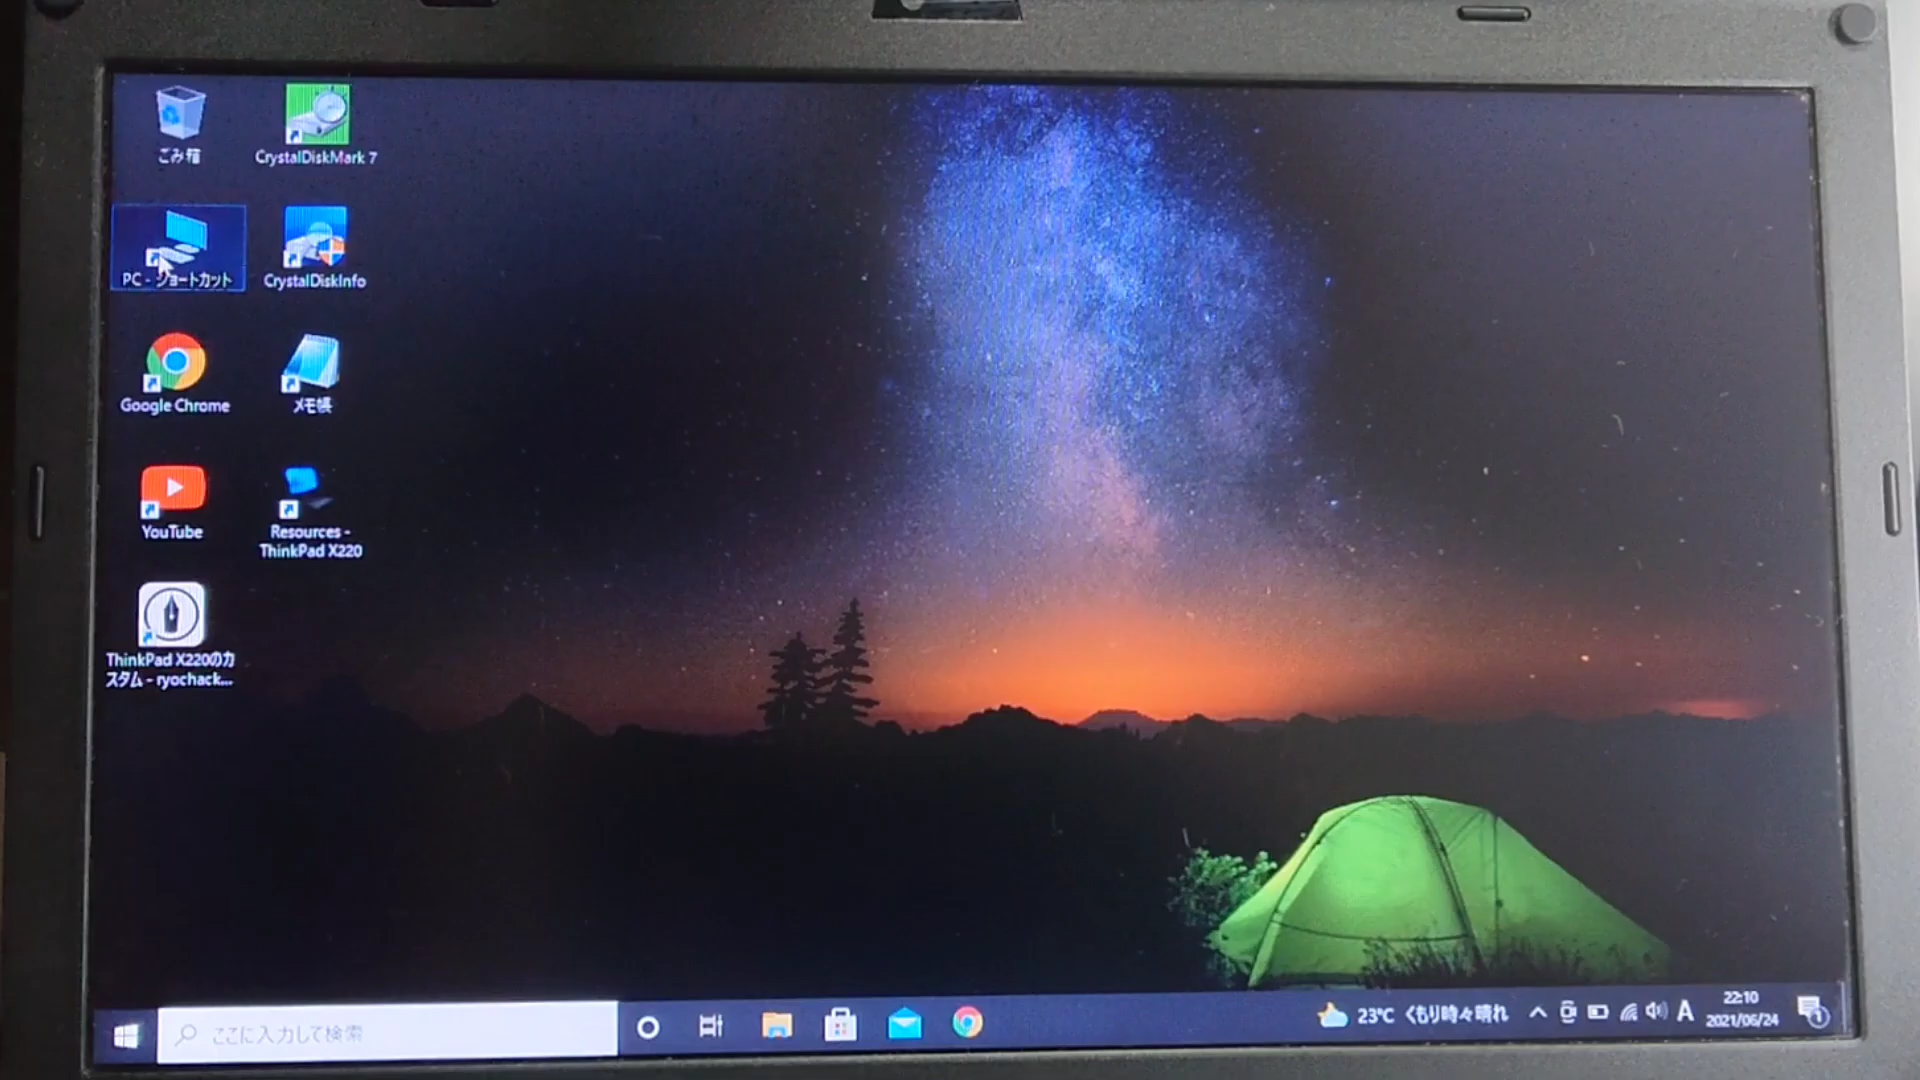 ごみ箱
CrystalDiskMark 7
PC - ショートカット
CrystalDiskInfo
Google Chrome
メモ帳
YouTube
Resources -
ThinkPad X220
ThinkPad X220のカ
スタム - ryochack...
ここに入力して検索
23°C くもり時々晴れ
A
22:10
2021/06/24
1